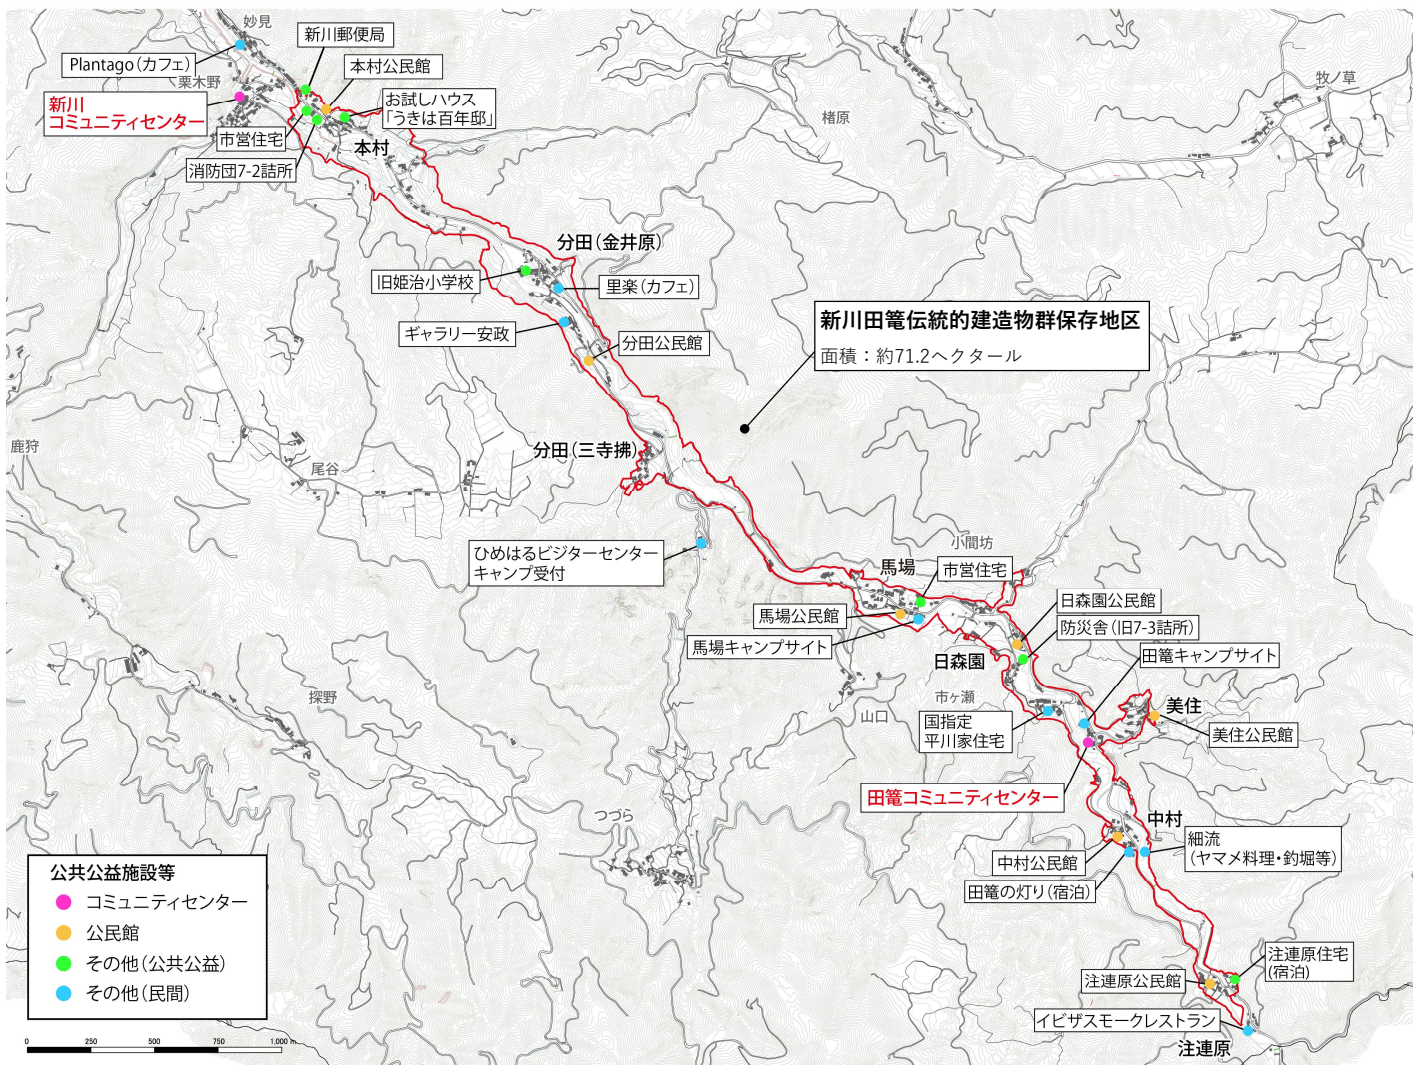 妙見
新川郵便局
Plantago（カフェ）
本村公民館
栗木野
お試しハウス
「うきは百年邸」
新川
コミュニティセンター
市営住宅
消防団7-2詰所
本村
楮原
牧ノ草
分田（金井原）
旧姫治小学校
里楽（カフェ）
ギャラリー安政
分田公民館
新川田篭伝統的建造物群保存地区
面積：約71.2ヘクタール
鹿狩
尾谷
分田（三寺拂）
ひめはるビジターセンター
キャンプ受付
小間坊
馬場
市営住宅
馬場公民館
馬場キャンプサイト
日森園公民館
防災舎（旧7-3詰所）
田篭キャンプサイト
日森園
市ヶ瀬
山口
探野
国指定
平川家住宅
美住
美住公民館
田篭コミュニティセンター
つづら
中村
細流
（ヤマメ料理・釣堀等）
中村公民館
田篭の灯り（宿泊）
注連原住宅
（宿泊）
注連原公民館
イビザスモークレストラン
注連原
公共公益施設等
コミュニティセンター
公民館
その他（公共公益）
その他（民間）
0 250 500 750 1,000 m